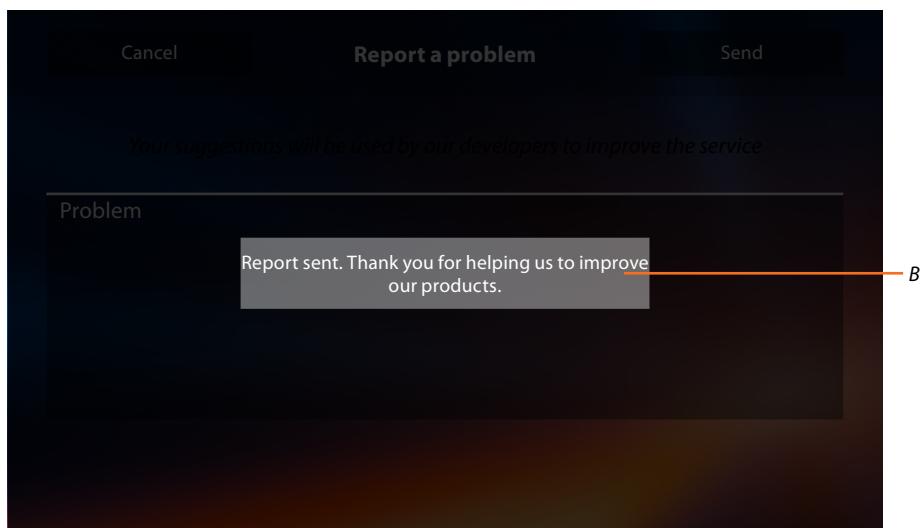 Cancel
Report a problem
Send
Your suggestions will be used by our developers to improve the service
Problem
Report sent. Thank you for helping us to improve
our products.
B